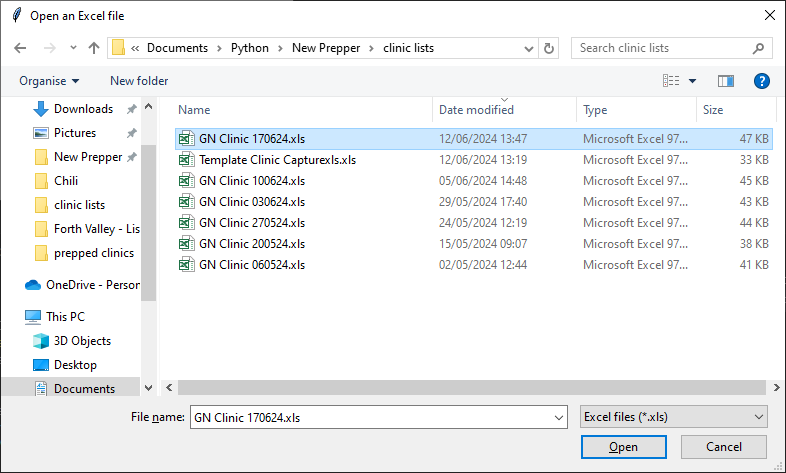 Open an Excel file
« Documents > Python > New Prepper > clinic lists
Search clinic lists
Organise
New folder
?
Downloads
Pictures
New Prepper
Chili
clinic lists
Forth Valley - Lis
prepped clinics
OneDrive - Person
This PC
3D Objects
Desktop
Documents
Name Date modified Type Size
GN Clinic 170624.xls 12/06/2024 13:47 Microsoft Excel 97... 47 KB
Template Clinic Capturexls.xls 12/06/2024 13:19 Microsoft Excel 97... 33 KB
GN Clinic 100624.xls 05/06/2024 14:48 Microsoft Excel 97... 45 KB
GN Clinic 030624.xls 29/05/2024 17:40 Microsoft Excel 97... 43 KB
GN Clinic 270524.xls 24/05/2024 12:19 Microsoft Excel 97... 44 KB
GN Clinic 200524.xls 15/05/2024 09:07 Microsoft Excel 97... 38 KB
GN Clinic 060524.xls 02/05/2024 12:44 Microsoft Excel 97... 41 KB
File name: GN Clinic 170624.xls
Excel files (*.xls)
Open
Cancel